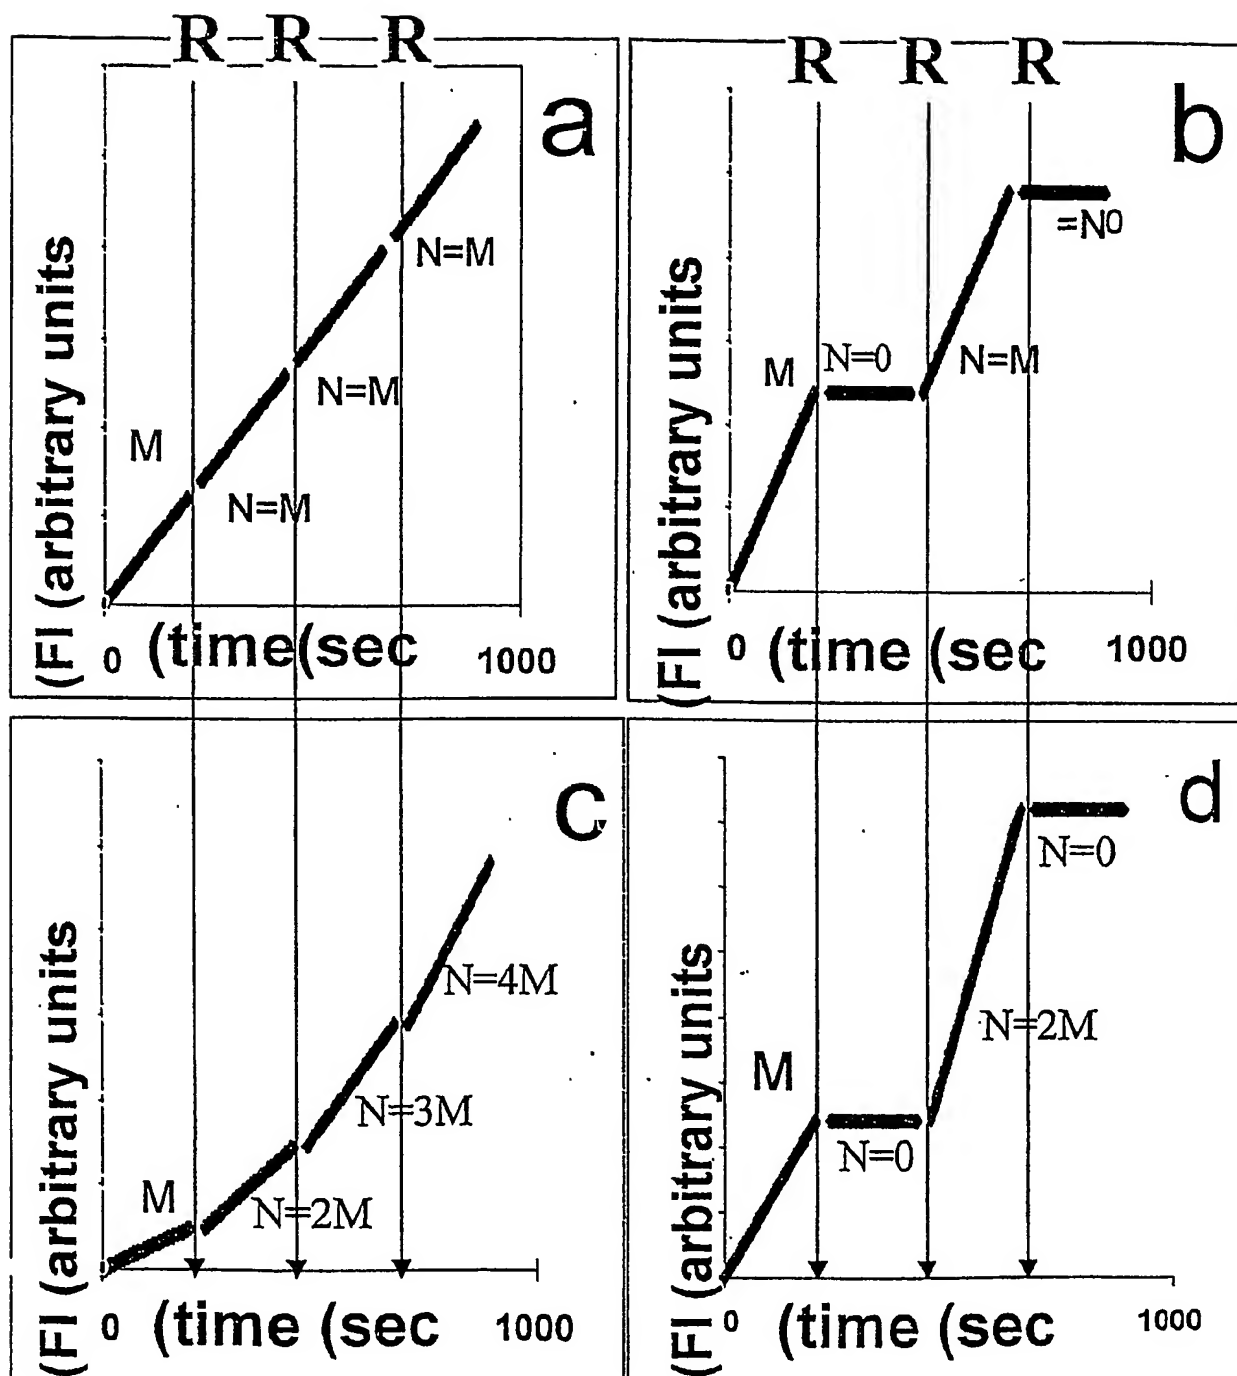 R R R
a
(FI (arbitrary units
M
N=M
N=M
N=M
0 (time(sec 1000
R R R
b
(FI (arbitrary units
M
N=0
N=M
=N0
0 (time (sec 1000
c
(FI (arbitrary units
M
N=2M
N=3M
N=4M
0 (time (sec 1000
d
(FI (arbitrary units
M
N=0
N=2M
N=0
0 (time (sec 1000